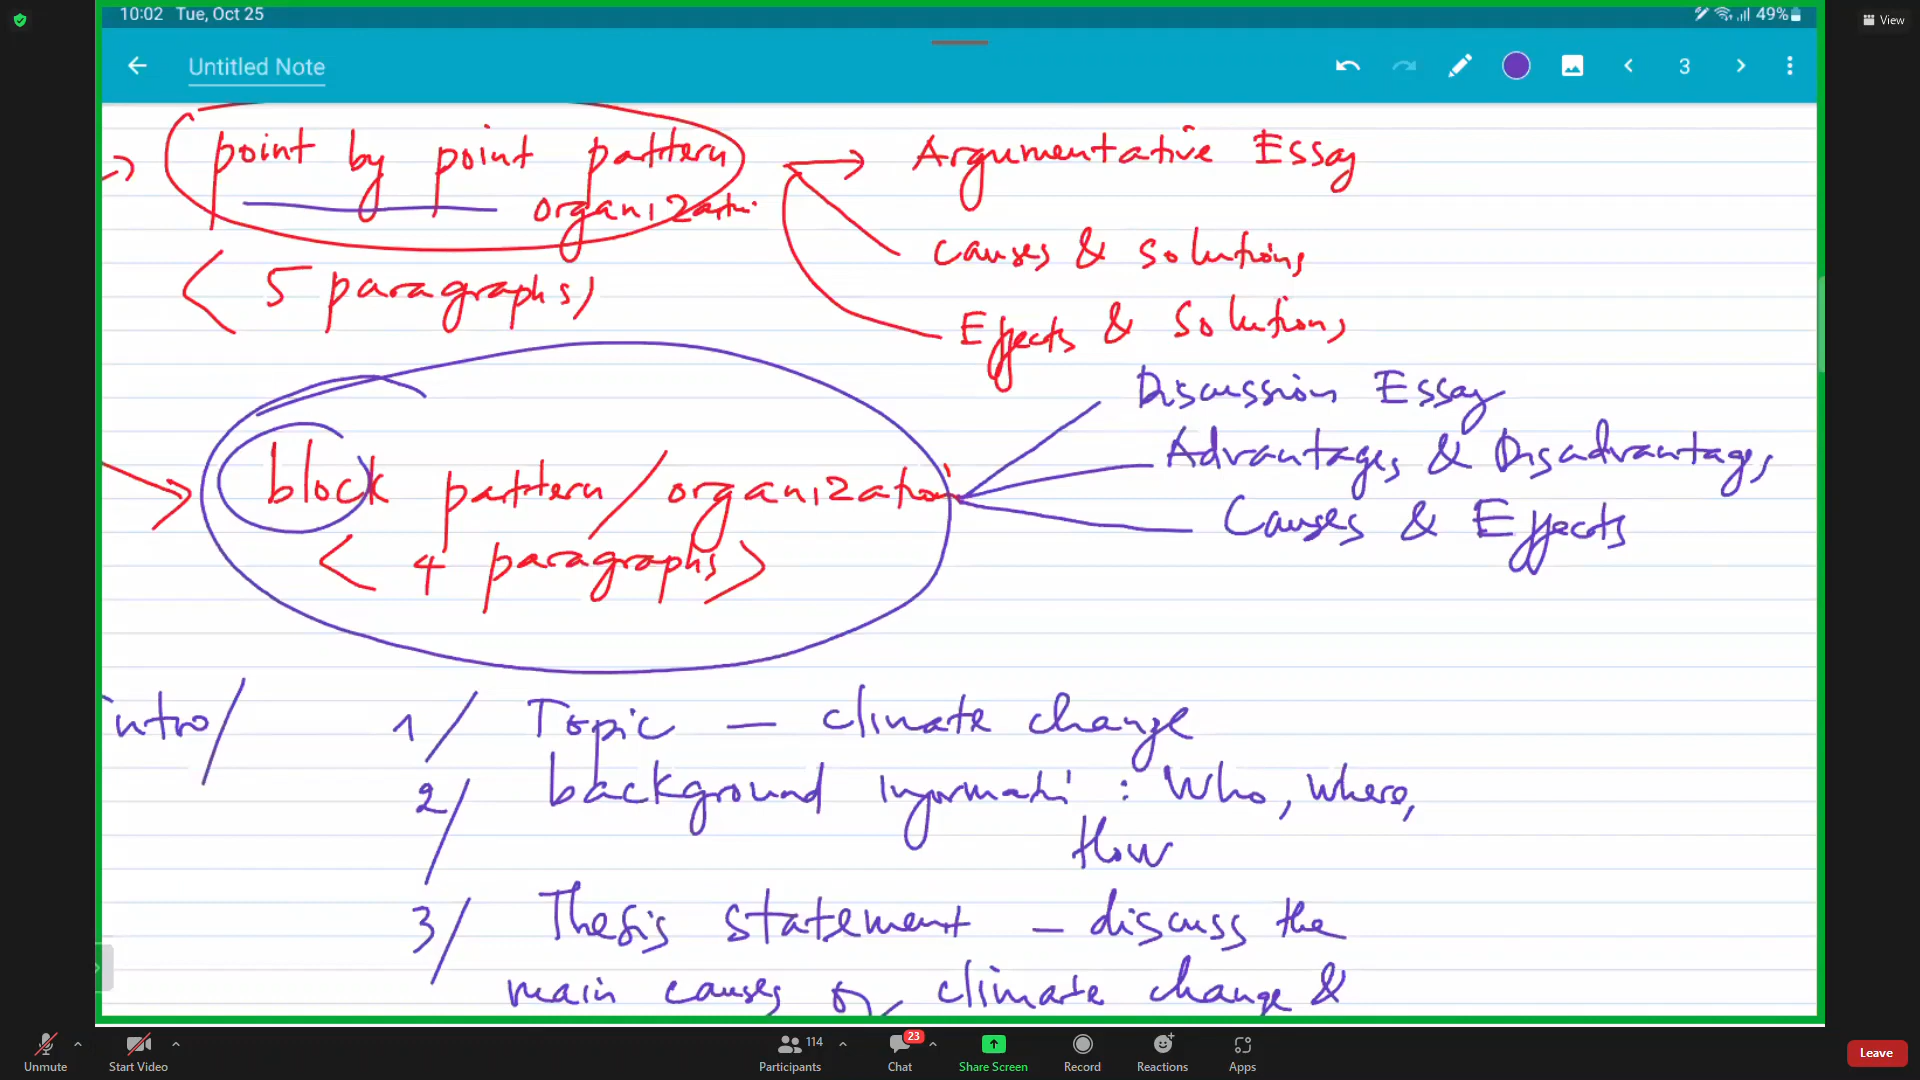 10:02 Tue, Oct 25
49%
View
Untitled Note
3
point by point pattern
organizati
< 5 paragraphs>
Argumentative Essay
Causes & solutions
Effects & solutions
block pattern/organization
< 4 paragraphs >
Discussion Essay
Advantages & Disadvantages
Causes & Effects
intro/
1/ Topic — climate change
2/ background informati : Who, where,
How
3/ Thesis statement — discuss the
main causes of climate change &
Unmute
Start Video
114
Participants
23
Chat
Share Screen
Record
Reactions
Apps
Leave